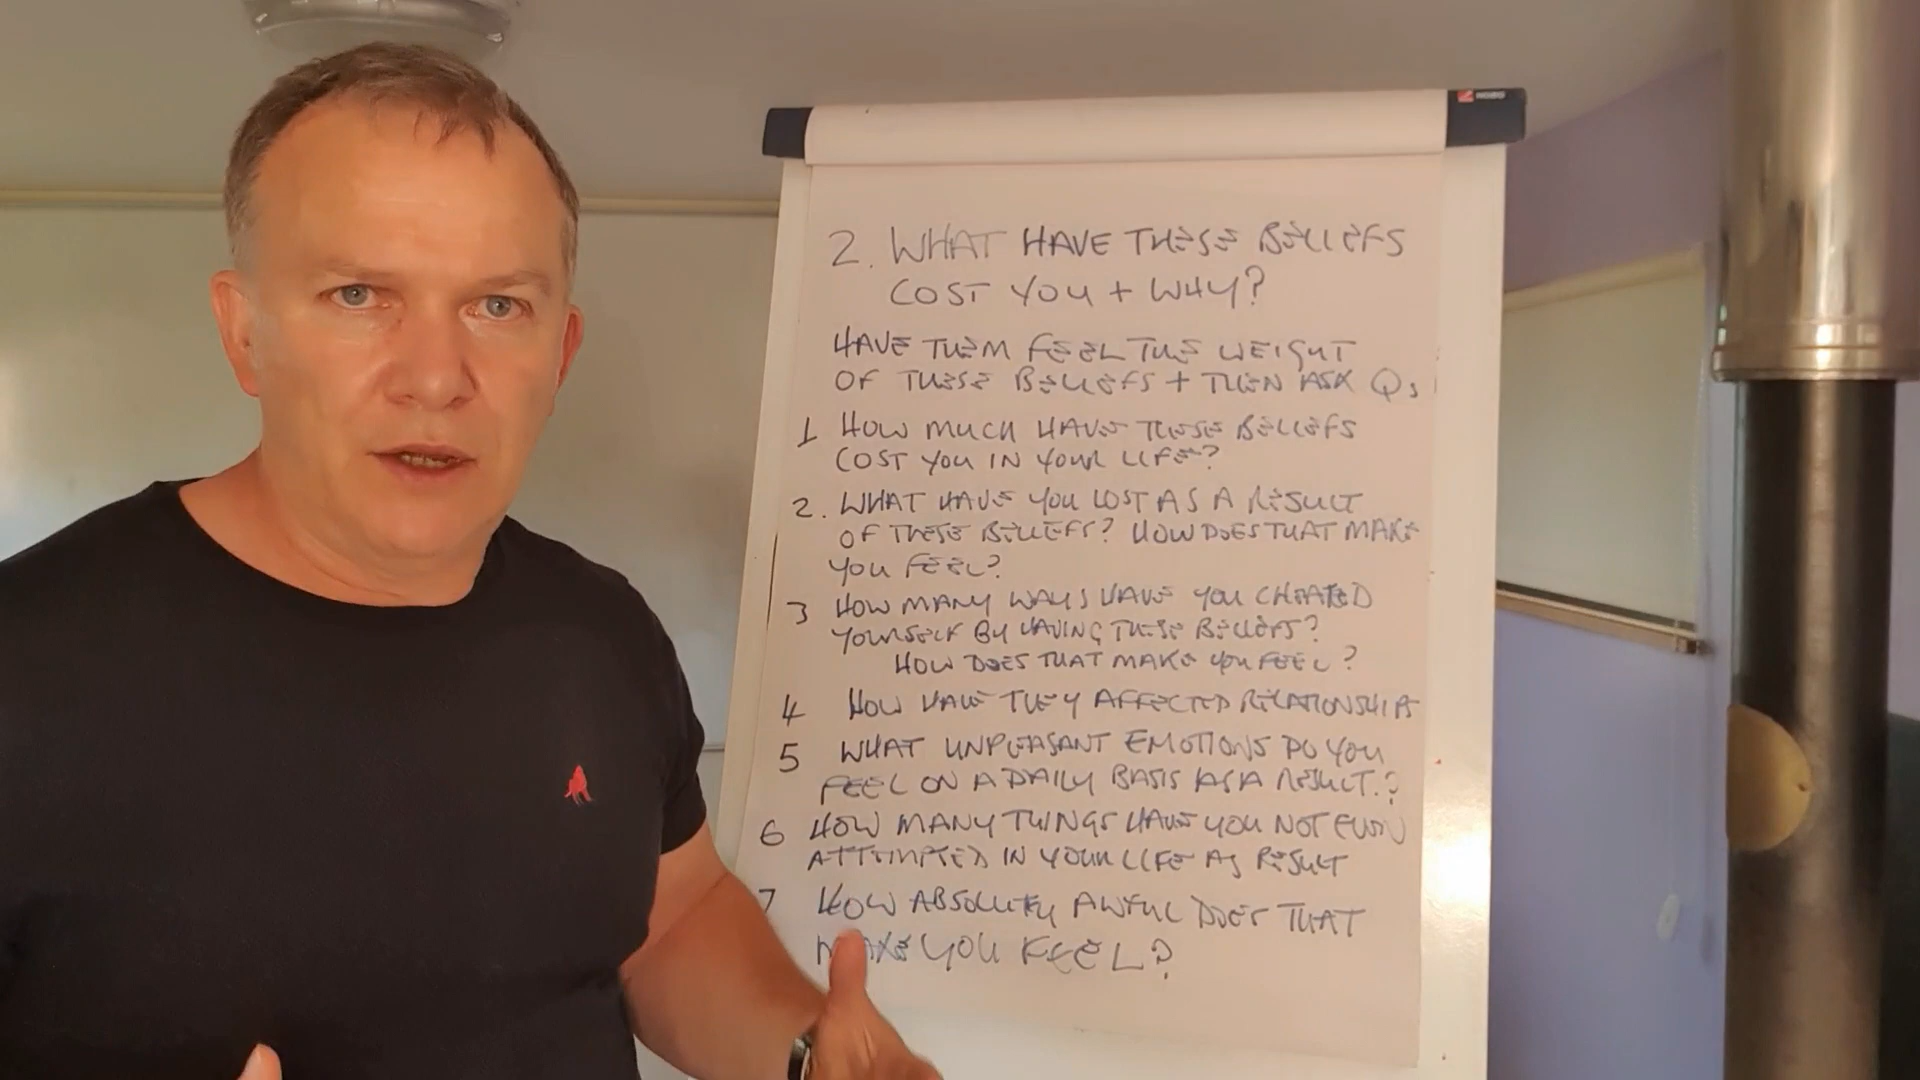 2. WHAT HAVE THESE BELIEFS
COST YOU + WHY?
HAVE THEM FEEL THE WEIGHT
OF THESE BELIEFS + THEN ASK Qs
1 HOW MUCH HAVE THESE BELIEFS
COST YOU IN YOUR LIFE?
2. WHAT HAVE YOU LOST AS A RESULT
OF THESE BELIEFS? HOW DOES THAT MAKE
YOU FEEL?
3 HOW MANY WAYS HAVE YOU CHEATED
YOURSELF BY HAVING THESE BELIEFS?
HOW DOES THAT MAKE YOU FEEL?
4 HOW HAVE THEY AFFECTED RELATIONSHIPS
5 WHAT UNPLEASANT EMOTIONS DO YOU
FEEL ON A DAILY BASIS AS A RESULT.?
6 HOW MANY THINGS HAVE YOU NOT EVEN
ATTEMPTED IN YOUR LIFE AS RESULT
7 HOW ABSOLUTELY AWFUL DOES THAT
MAKE YOU FEEL?